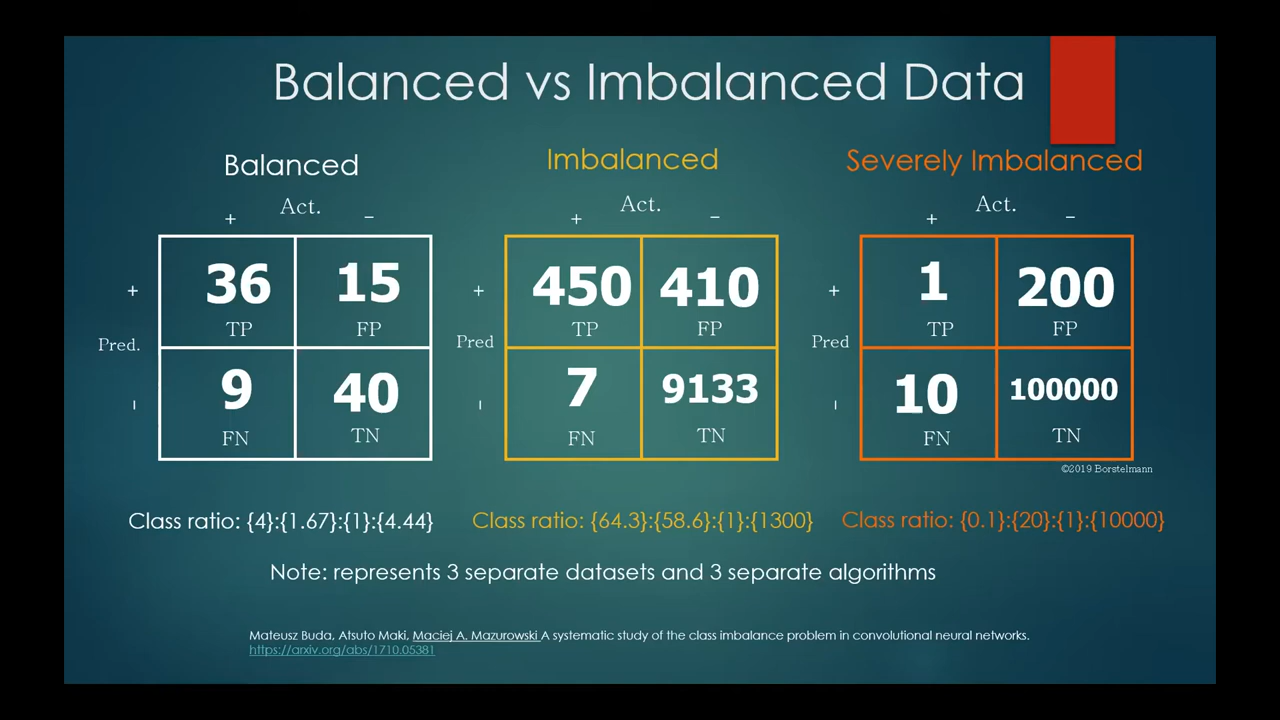 Balanced vs Imbalanced Data
Balanced
Act.
+ −
+
Pred.
−
36 15
TP FP
9 40
FN TN
Imbalanced
Act.
+ −
+
Pred
−
450 410
TP FP
7 9133
FN TN
Severely Imbalanced
Act.
+ −
+
Pred
−
1 200
TP FP
10 100000
FN TN
©2019 Borstelmann
Class ratio: {4}:{1.67}:{1}:{4.44}
Class ratio: {64.3}:{58.6}:{1}:{1300}
Class ratio: {0.1}:{20}:{1}:{10000}
Note: represents 3 separate datasets and 3 separate algorithms
Mateusz Buda, Atsuto Maki, Maciej A. Mazurowski A systematic study of the class imbalance problem in convolutional neural networks.
https://arxiv.org/abs/1710.05381